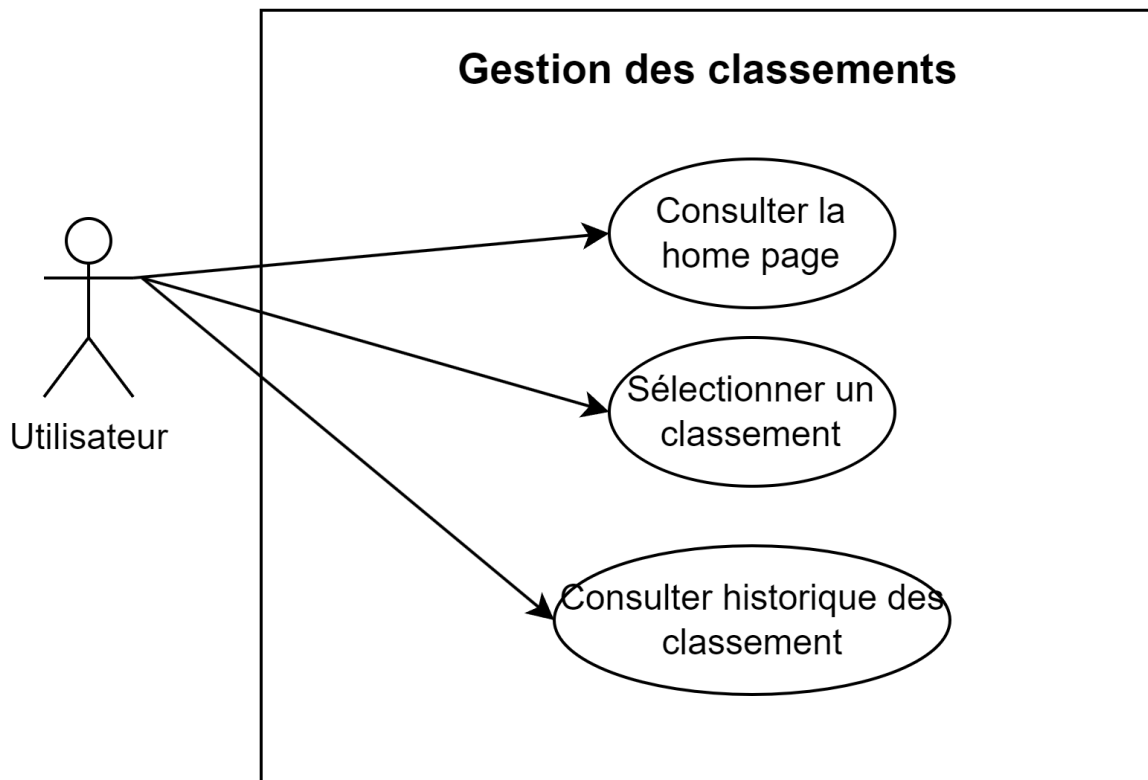 Gestion des classements
Consulter la
home page
Sélectionner un
classement
Utilisateur
Consulter historique des
classement